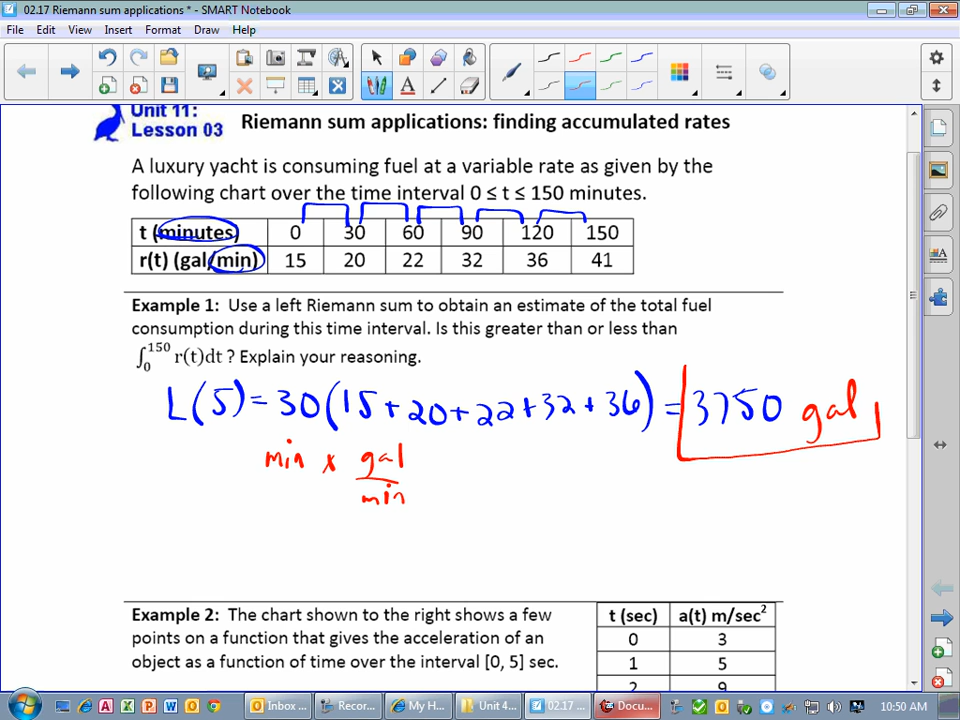 02.17 Riemann sum applications * - SMART Notebook
File Edit View Insert Format Draw Help
Unit 11:
Lesson 03
Riemann sum applications: finding accumulated rates
A luxury yacht is consuming fuel at a variable rate as given by the
following chart over the time interval 0 ≤ t ≤ 150 minutes.
t (minutes) 0 30 60 90 120 150
r(t) (gal/min) 15 20 22 32 36 41
Example 1: Use a left Riemann sum to obtain an estimate of the total fuel
consumption during this time interval. Is this greater than or less than
∫₀¹⁵⁰ r(t)dt ? Explain your reasoning.
L(5) = 30(15+20+22+32+36) = 3750 gal
min x gal
min
Example 2: The chart shown to the right shows a few
points on a function that gives the acceleration of an
object as a function of time over the interval [0, 5] sec.
t (sec) a(t) m/sec²
0 3
1 5
2 9
Inbox ... Recor... My H... Unit 4... 02.17 ... Docu... 10:50 AM